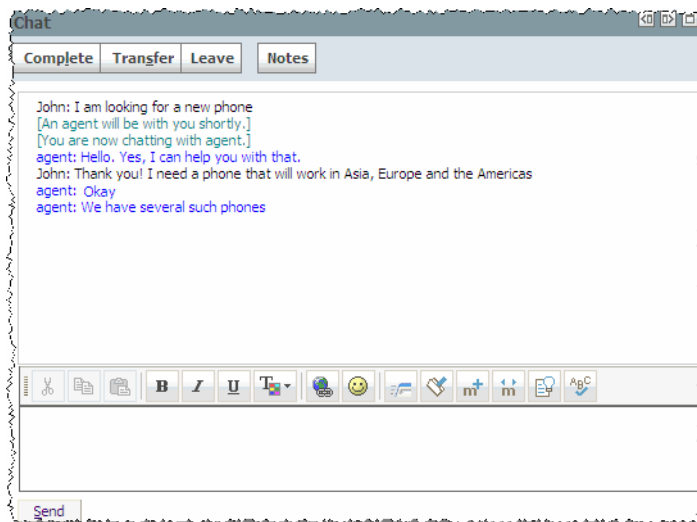 Chat
Complete Transfer Leave Notes
John: I am looking for a new phone
[An agent will be with you shortly.]
[You are now chatting with agent.]
agent: Hello. Yes, I can help you with that.
John: Thank you! I need a phone that will work in Asia, Europe and the Americas
agent: Okay
agent: We have several such phones
B I U T m m ABC
Send